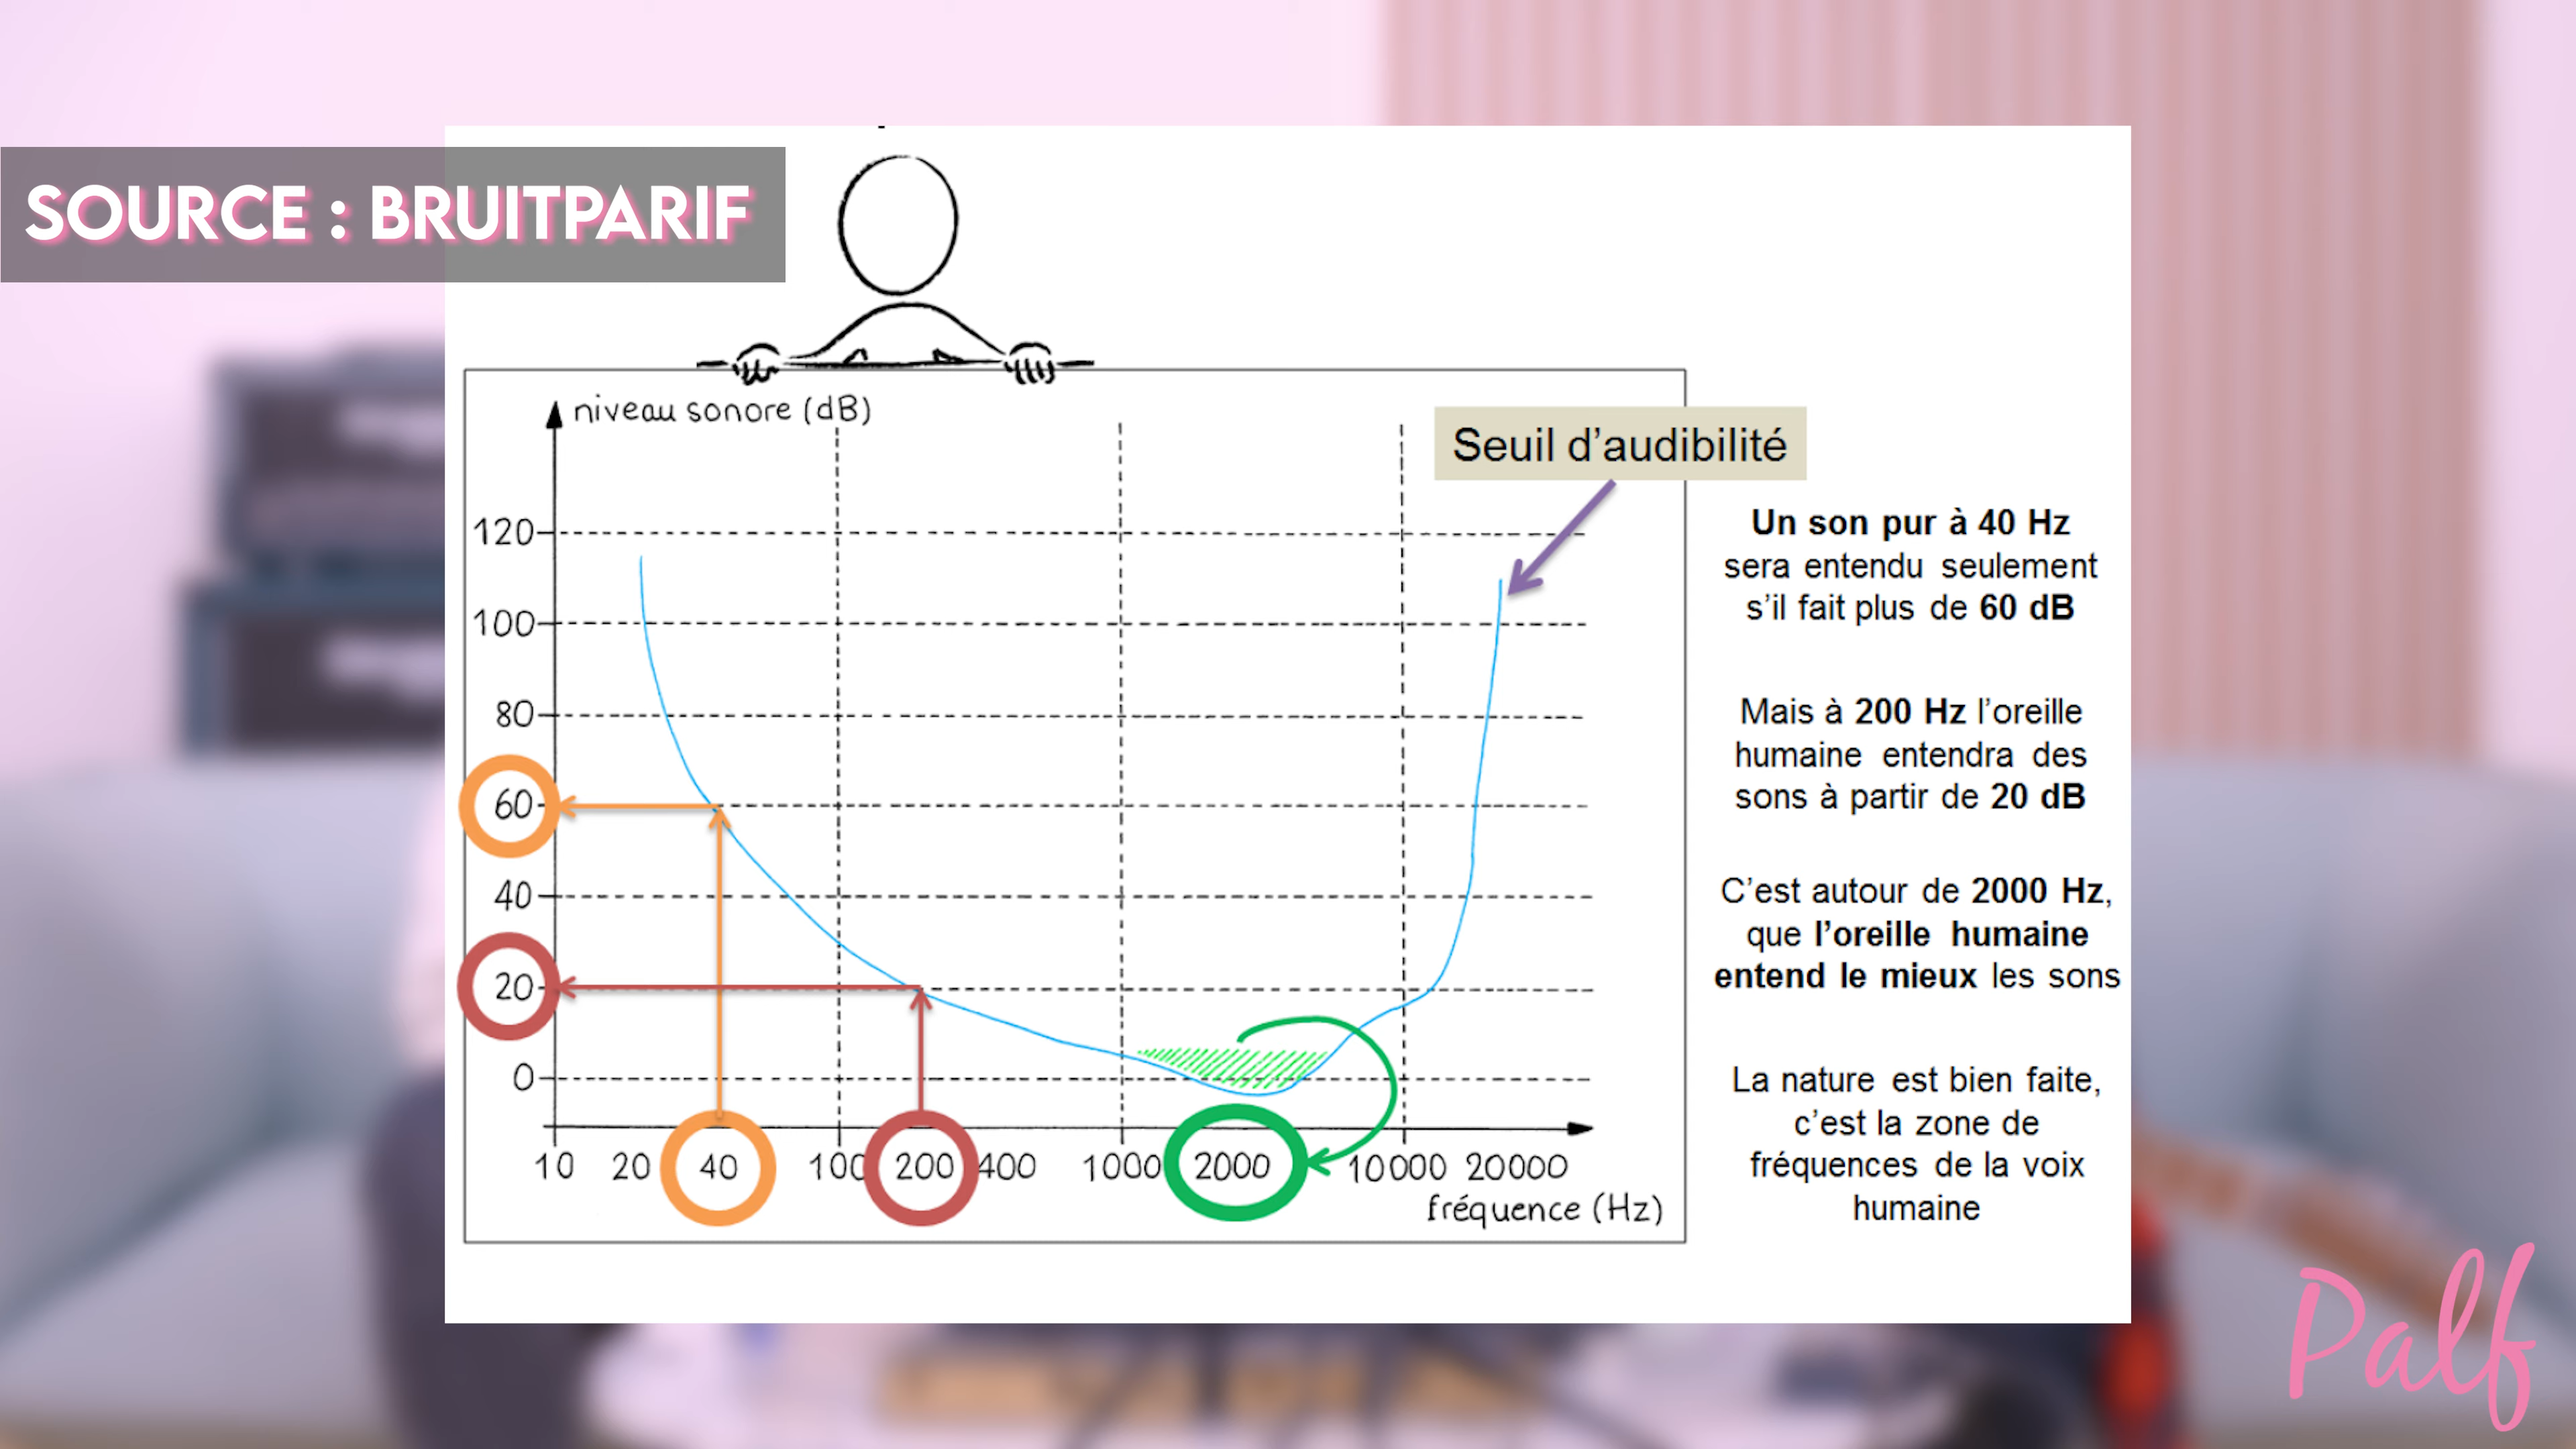 SOURCE : BRUITPARIF
niveau sonore (dB)
Seuil d'audibilité
120
100
80
60
40
20
0
10 20 40 100 200 400 1000 2000 10000 20000
fréquence (Hz)
Un son pur à 40 Hz
sera entendu seulement
s'il fait plus de 60 dB
Mais à 200 Hz l'oreille
humaine entendra des
sons à partir de 20 dB
C'est autour de 2000 Hz,
que l'oreille humaine
entend le mieux les sons
La nature est bien faite,
c'est la zone de
fréquences de la voix
humaine
Palf